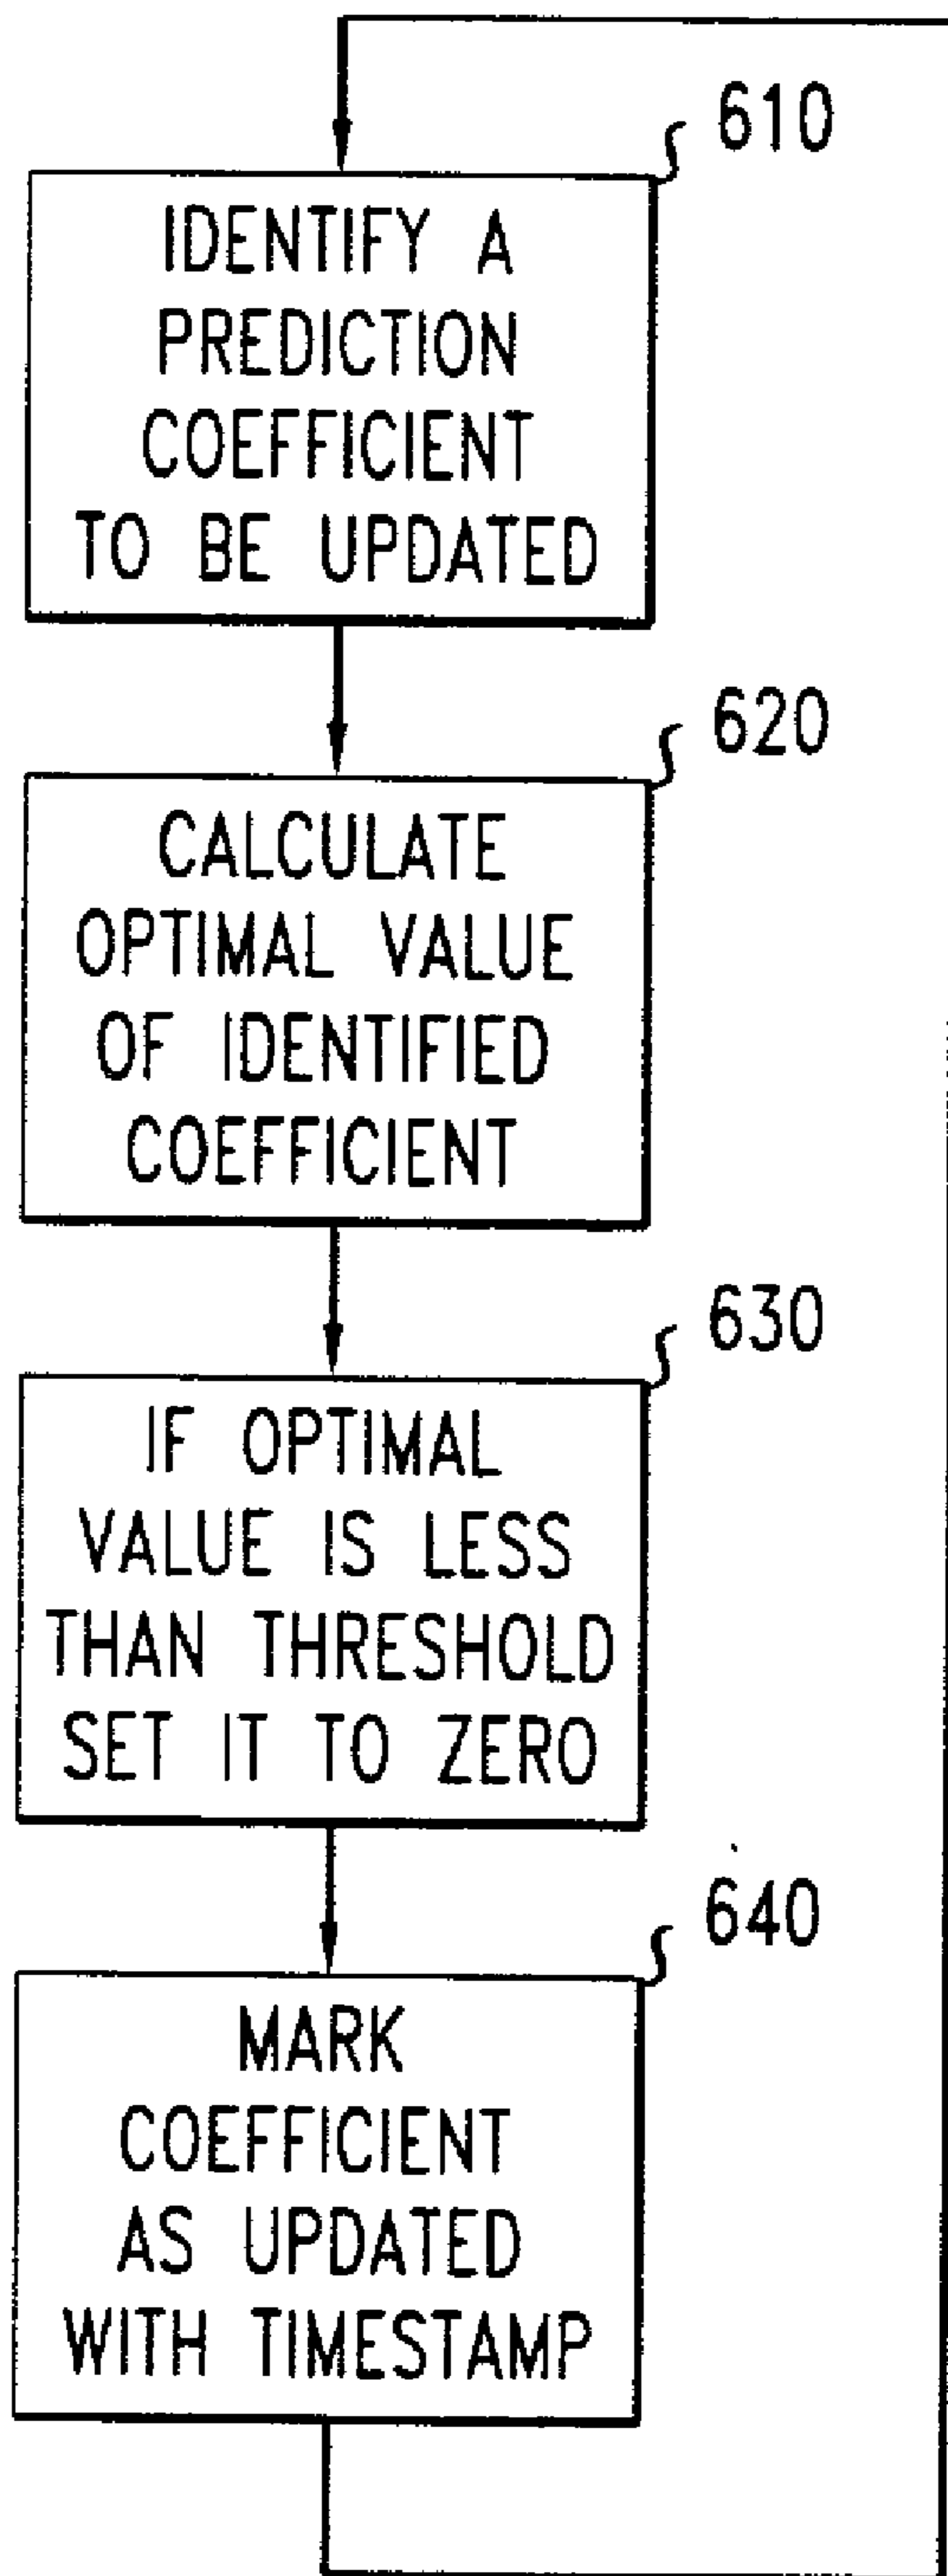 610
IDENTIFY A
PREDICTION
COEFFICIENT
TO BE UPDATED
620
CALCULATE
OPTIMAL VALUE
OF IDENTIFIED
COEFFICIENT
630
IF OPTIMAL
VALUE IS LESS
THAN THRESHOLD
SET IT TO ZERO
640
MARK
COEFFICIENT
AS UPDATED
WITH TIMESTAMP